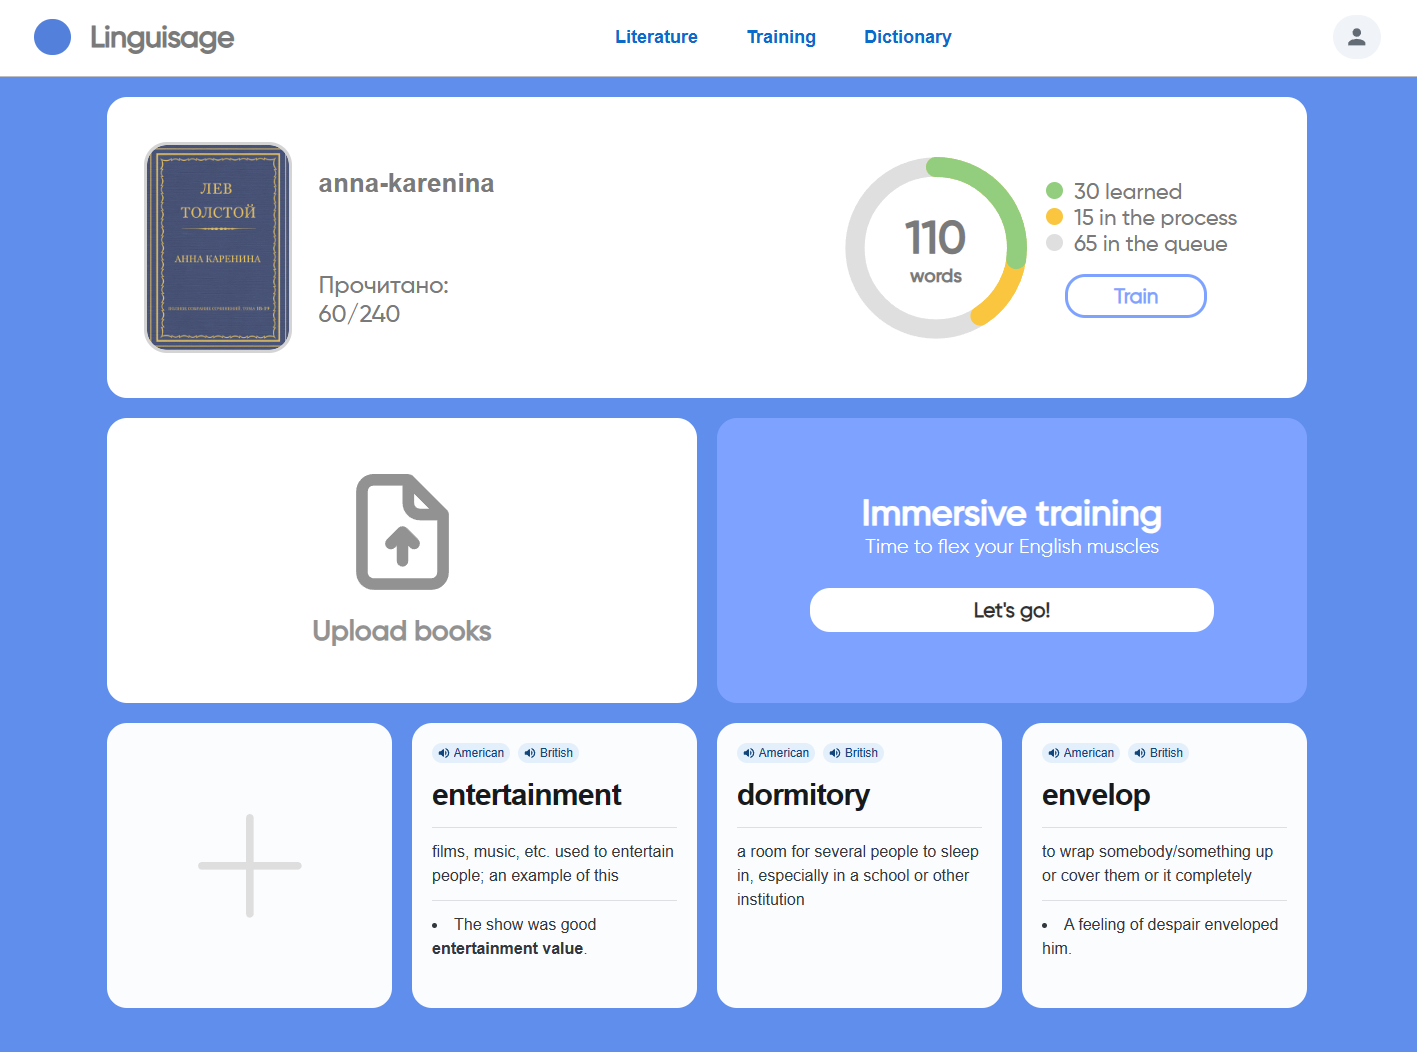 Linguisage
Literature
Training
Dictionary
ЛЕВ
ТОЛСТОЙ
АННА КАРЕНИНА
anna-karenina
Прочитано:
60/240
110
words
30 learned
15 in the process
65 in the queue
Train
Upload books
Immersive training
Time to flex your English muscles
Let's go!
American
British
entertainment
films, music, etc. used to entertain
people; an example of this
• The show was good
entertainment value.
American
British
dormitory
a room for several people to sleep
in, especially in a school or other
institution
American
British
envelop
to wrap somebody/something up
or cover them or it completely
• A feeling of despair enveloped
him.